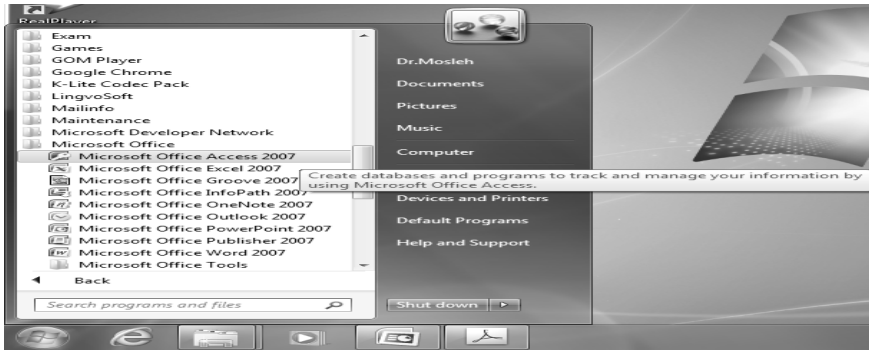 RealPlayer
Exam
Games
GOM Player
Google Chrome
K-Lite Codec Pack
LingvoSoft
Mailinfo
Maintenance
Microsoft Developer Network
Microsoft Office
Microsoft Office Access 2007
Microsoft Office Excel 2007
Microsoft Office Groove 2007
Microsoft Office InfoPath 2007
Microsoft Office OneNote 2007
Microsoft Office Outlook 2007
Microsoft Office PowerPoint 2007
Microsoft Office Publisher 2007
Microsoft Office Word 2007
Microsoft Office Tools
Back
Search programs and files
Dr.Mosleh
Documents
Pictures
Music
Computer
Create databases and programs to track and manage your information by
using Microsoft Office Access.
Devices and Printers
Default Programs
Help and Support
Shut down